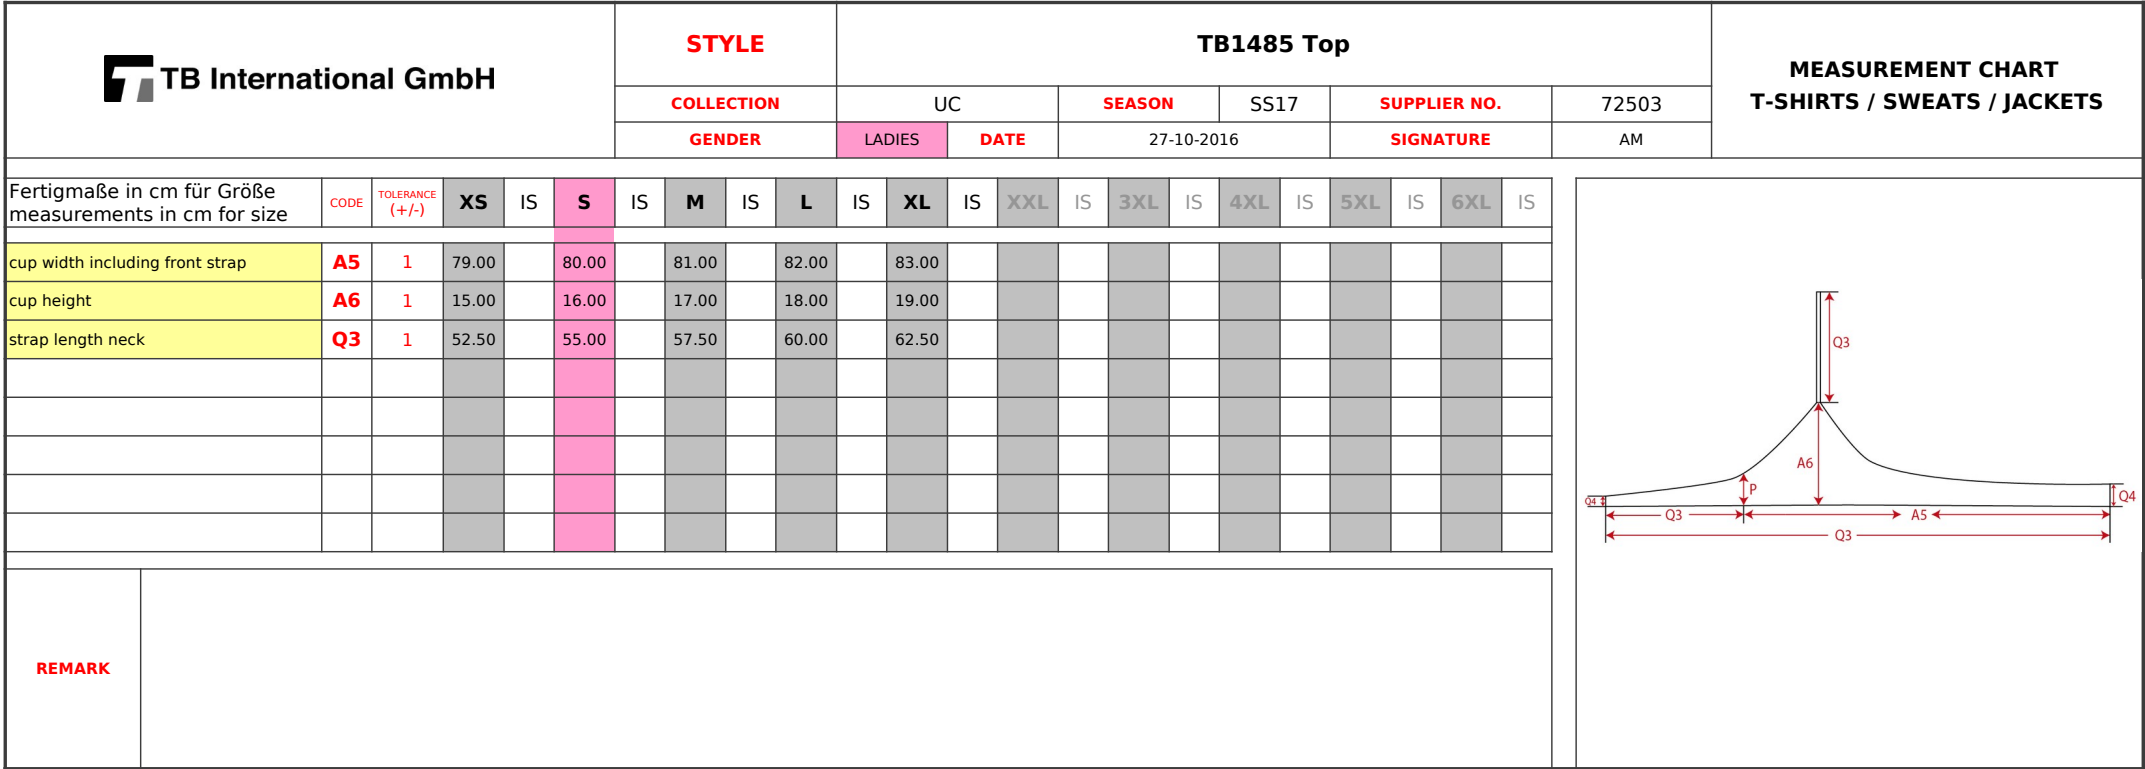 TB International GmbH
STYLE
TB1485 Top
MEASUREMENT CHART
T-SHIRTS / SWEATS / JACKETS
COLLECTION UC SEASON SS17 SUPPLIER NO. 72503
GENDER LADIES DATE 27-10-2016 SIGNATURE AM
Fertigmaße in cm für Größe
measurements in cm for size
CODE
TOLERANCE
(+/-)
XS IS S IS M IS L IS XL IS XXL IS 3XL IS 4XL IS 5XL IS 6XL IS
cup width including front strap A5 1 79.00 80.00 81.00 82.00 83.00
cup height A6 1 15.00 16.00 17.00 18.00 19.00
strap length neck Q3 1 52.50 55.00 57.50 60.00 62.50
Q3
A6
P
Q4
Q4
Q3
A5
Q3
REMARK